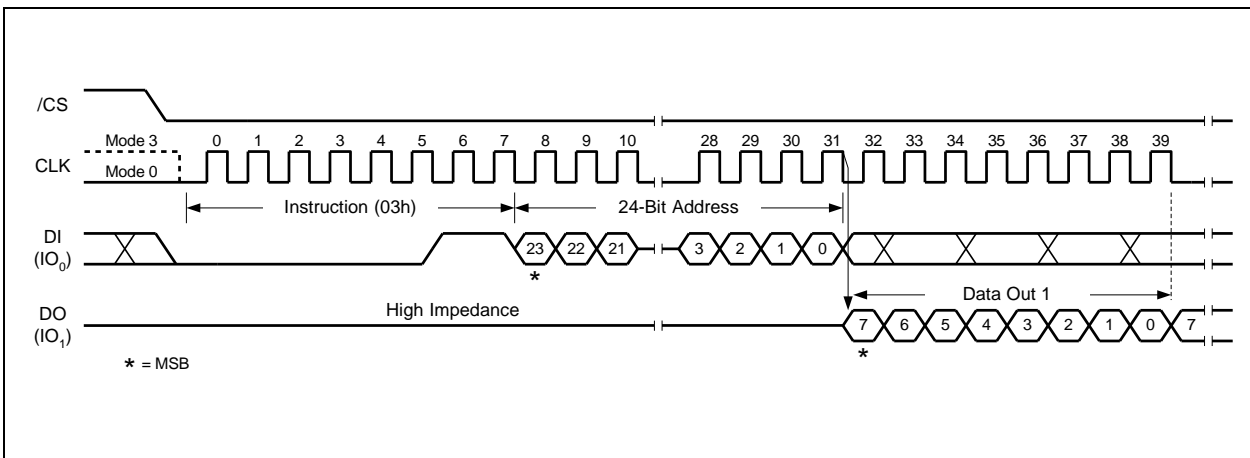 /CS
Mode 3
0 1 2 3 4 5 6 7 8 9 10 28 29 30 31 32 33 34 35 36 37 38 39
CLK
Mode 0
Instruction (03h)
24-Bit Address
DI
(IO0)
23 22 21 3 2 1 0
*
High Impedance
Data Out 1
DO
(IO1)
7 6 5 4 3 2 1 0 7
*
* = MSB